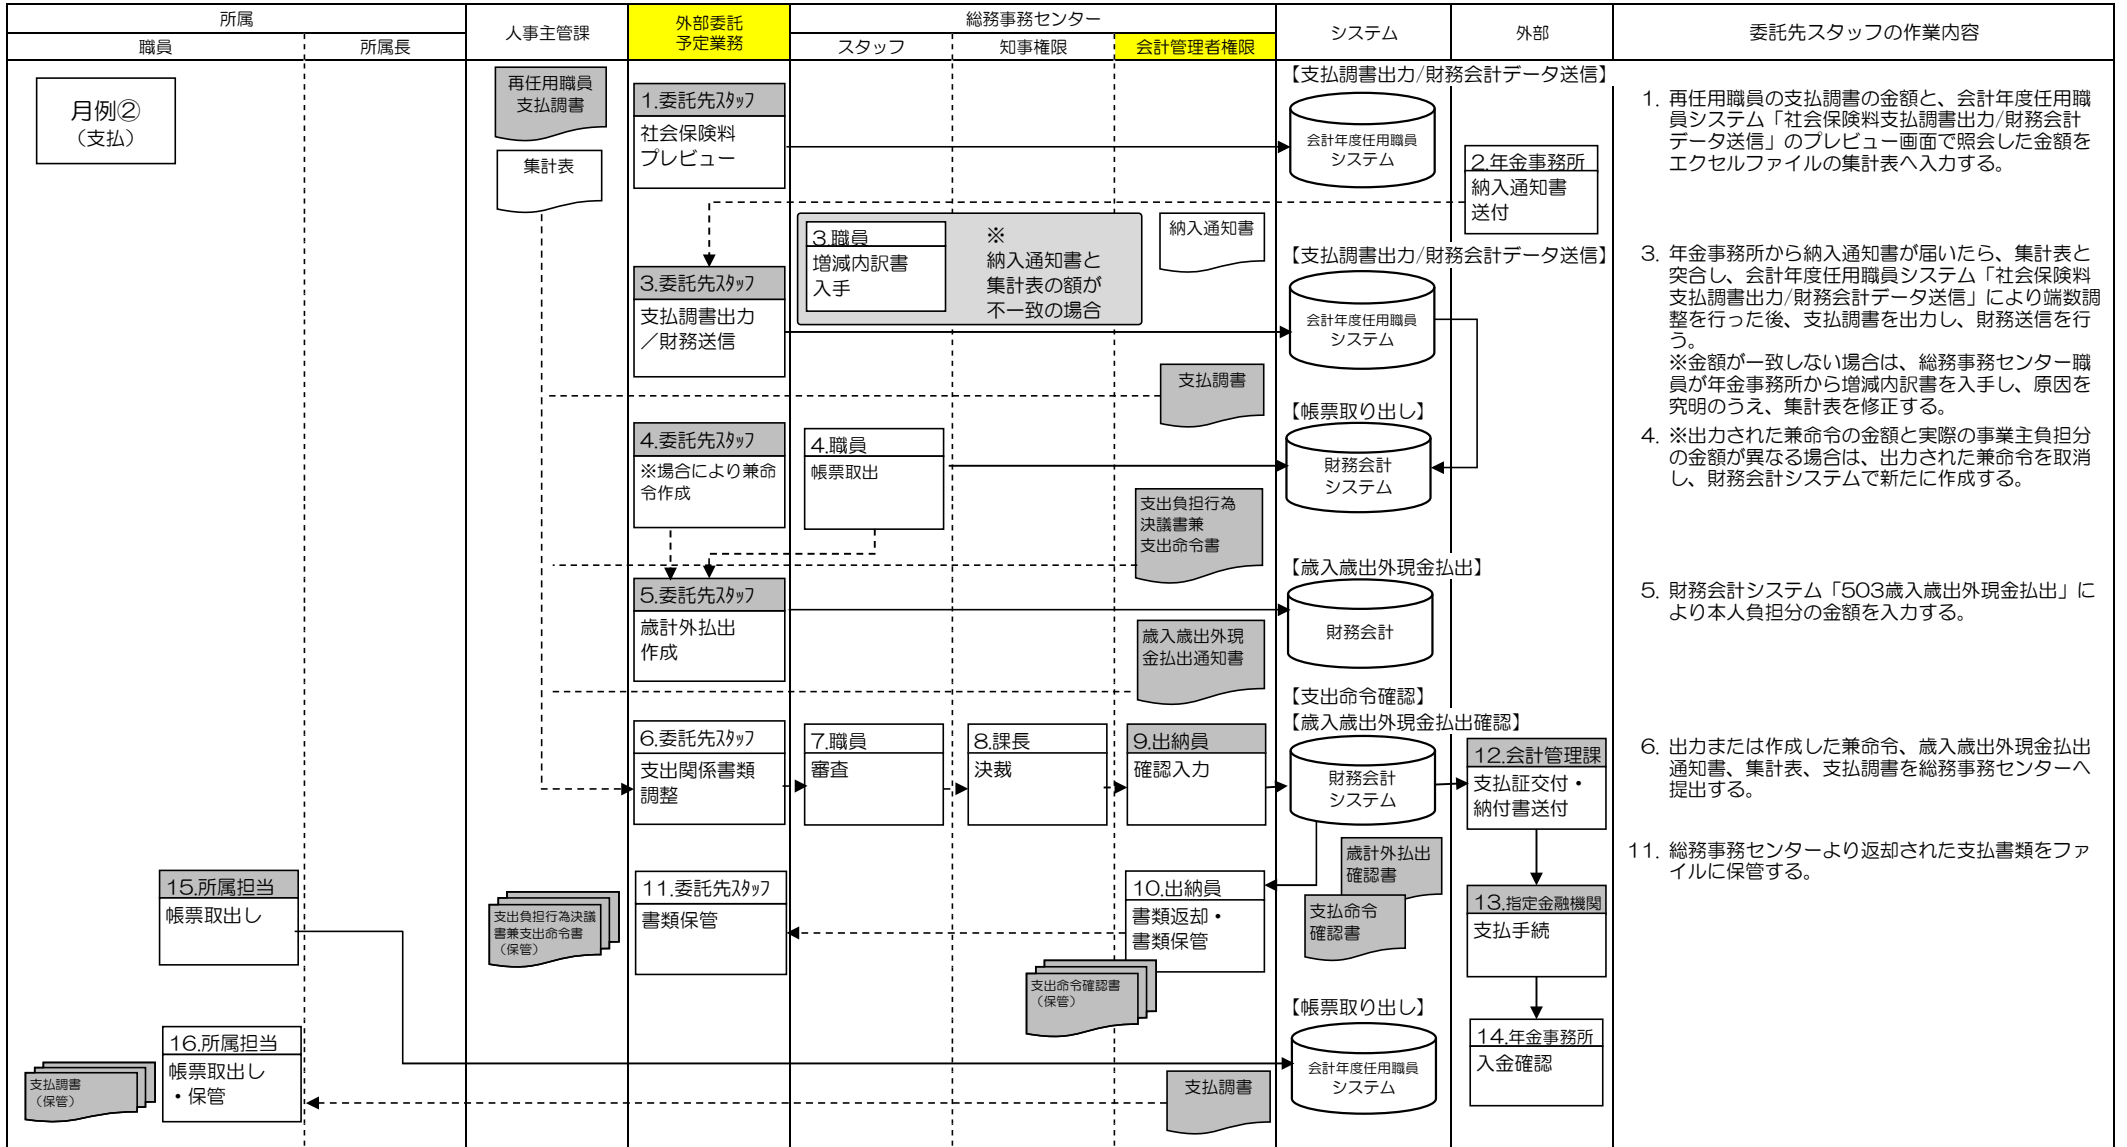 所属
人事主管課
外部委託
予定業務
総務事務センター
システム
外部
委託先スタッフの作業内容
職員
所属長
スタッフ
知事権限
会計管理者権限
月例②
（支払）
再任用職員
支払調書
集計表
1.委託先ｽﾀｯﾌ
社会保険料
プレビュー
【支払調書出力/財務会計データ送信】
会計年度任用職員
システム
2.年金事務所
納入通知書
送付
1. 再任用職員の支払調書の金額と、会計年度任用職
員システム「社会保険料支払調書出力/財務会計
データ送信」のプレビュー画面で照会した金額を
エクセルファイルの集計表へ入力する。
3.職員
増減内訳書
入手
※
納入通知書と
集計表の額が
不一致の場合
納入通知書
3.委託先ｽﾀｯﾌ
支払調書出力
／財務送信
【支払調書出力/財務会計データ送信】
会計年度任用職員
システム
3. 年金事務所から納入通知書が届いたら、集計表と
突合し、会計年度任用職員システム「社会保険料
支払調書出力/財務会計データ送信」により端数調
整を行った後、支払調書を出力し、財務送信を行
う。
※金額が一致しない場合は、総務事務センター職
員が年金事務所から増減内訳書を入手し、原因を
究明のうえ、集計表を修正する。
支払調書
4.委託先ｽﾀｯﾌ
※場合により兼命
令作成
4.職員
帳票取出
【帳票取り出し】
財務会計
システム
4. ※出力された兼命令の金額と実際の事業主負担分
の金額が異なる場合は、出力された兼命令を取消
し、財務会計システムで新たに作成する。
支出負担行為
決議書兼
支出命令書
5.委託先ｽﾀｯﾌ
歳計外払出
作成
【歳入歳出外現金払出】
財務会計
5. 財務会計システム「503歳入歳出外現金払出」に
より本人負担分の金額を入力する。
歳入歳出外現
金払出通知書
【支出命令確認】
【歳入歳出外現金払出確認】
6.委託先ｽﾀｯﾌ
支出関係書類
調整
7.職員
審査
8.課長
決裁
9.出納員
確認入力
財務会計
システム
12.会計管理課
支払証交付・
納付書送付
6. 出力または作成した兼命令、歳入歳出外現金払出
通知書、集計表、支払調書を総務事務センターへ
提出する。
歳計外払出
確認書
支払命令
確認書
15.所属担当
帳票取出し
支出負担行為決議
書兼支出命令書
（保管）
11.委託先ｽﾀｯﾌ
書類保管
10.出納員
書類返却・
書類保管
13.指定金融機関
支払手続
11. 総務事務センターより返却された支払書類をファ
イルに保管する。
支出命令確認書
（保管）
【帳票取り出し】
会計年度任用職員
システム
14.年金事務所
入金確認
16.所属担当
帳票取出し
・保管
支払調書
（保管）
支払調書